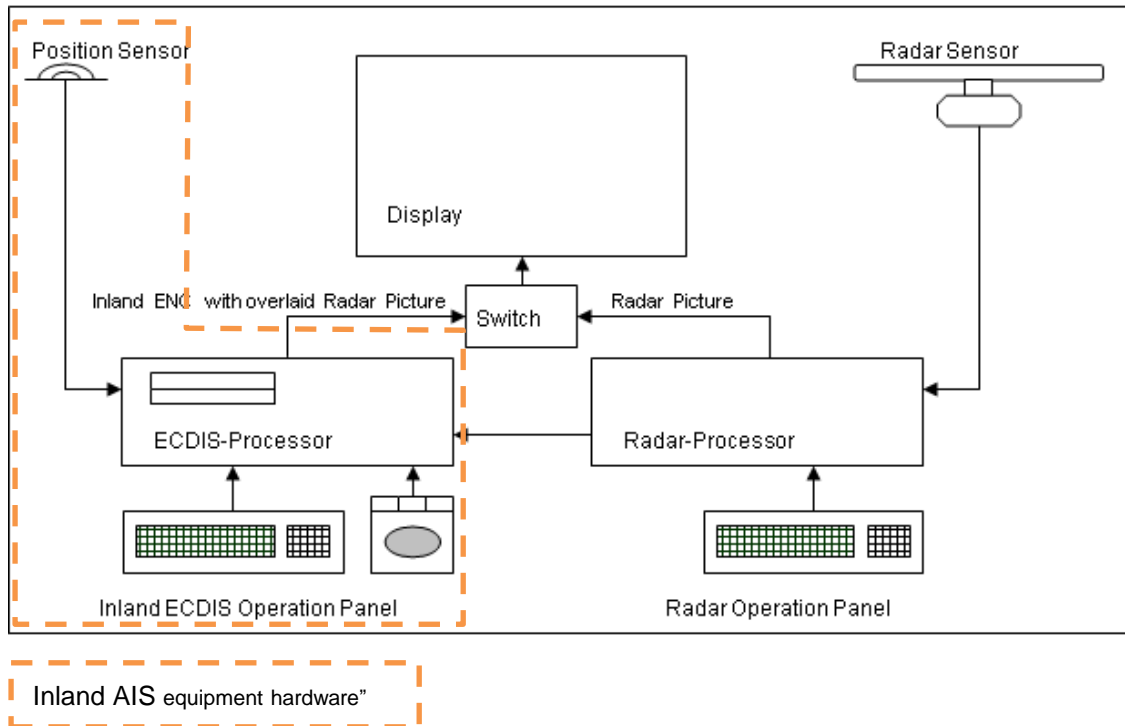 Position Sensor
Radar Sensor
Display
Inland ENC with overlaid Radar Picture
Switch
Radar Picture
ECDIS-Processor
Radar-Processor
Inland ECDIS Operation Panel
Radar Operation Panel
Inland AIS equipment hardware”